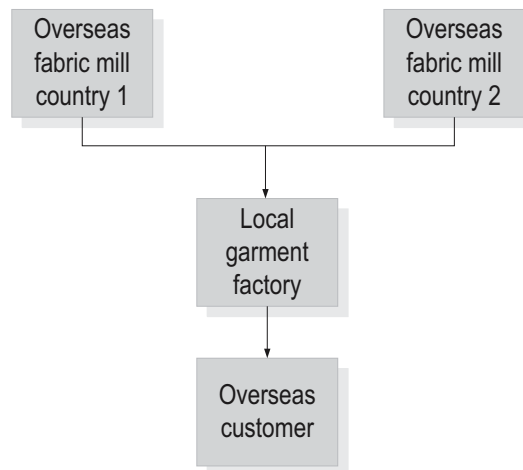 Overseas
fabric mill
country 1
Overseas
fabric mill
country 2
Local
garment
factory
Overseas
customer